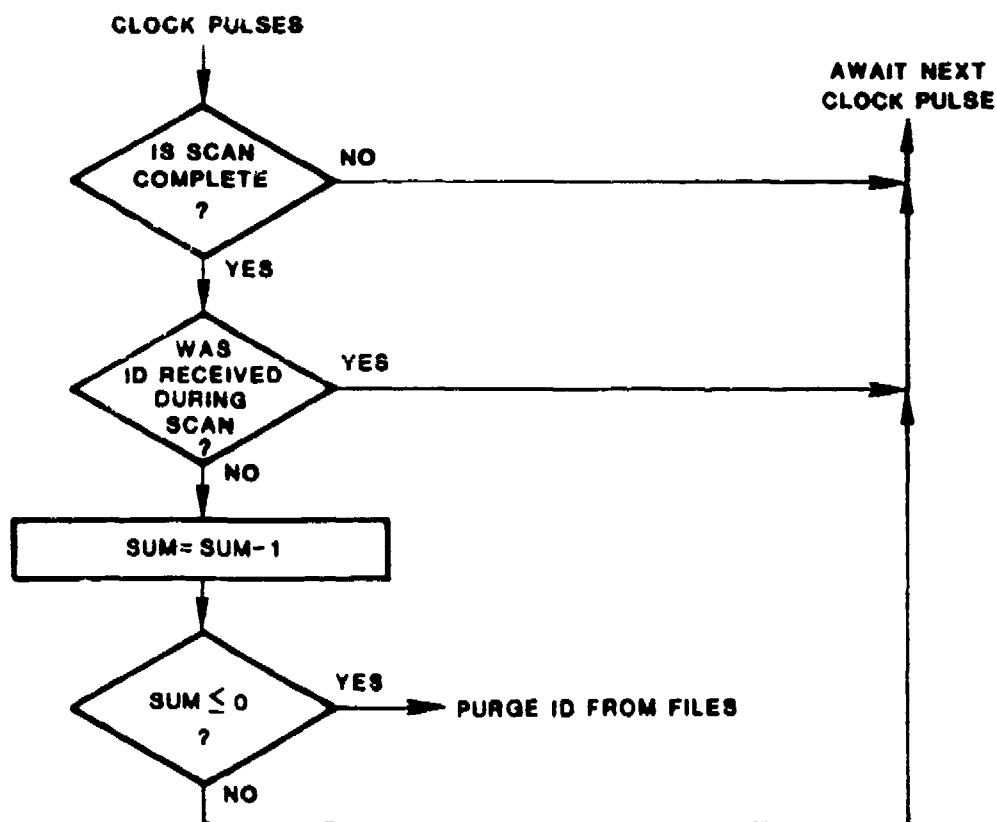 CLOCK PULSES
AWAIT NEXT
CLOCK PULSE
IS SCAN
COMPLETE
?
NO
YES
WAS
ID RECEIVED
DURING
SCAN
?
YES
NO
SUM= SUM-1
SUM ≤ 0
?
YES
PURGE ID FROM FILES
NO